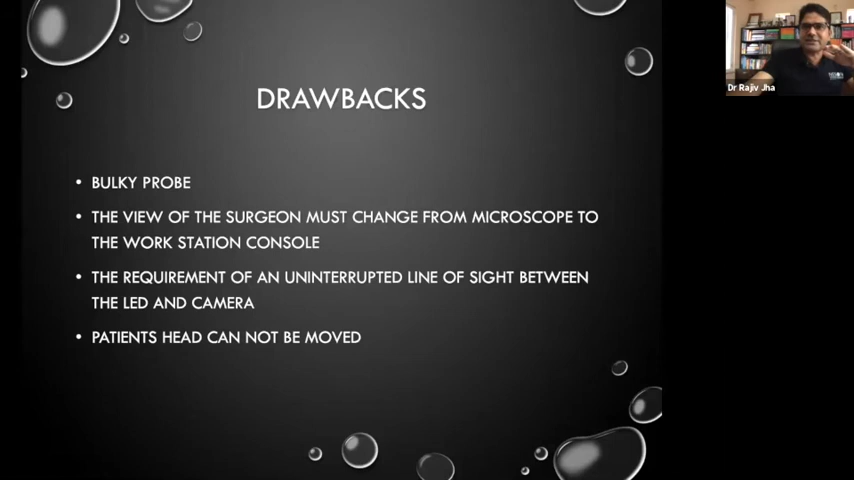 DRAWBACKS
• BULKY PROBE
• THE VIEW OF THE SURGEON MUST CHANGE FROM MICROSCOPE TO
THE WORK STATION CONSOLE
• THE REQUIREMENT OF AN UNINTERRUPTED LINE OF SIGHT BETWEEN
THE LED AND CAMERA
• PATIENTS HEAD CAN NOT BE MOVED
Dr Rajiv Jha